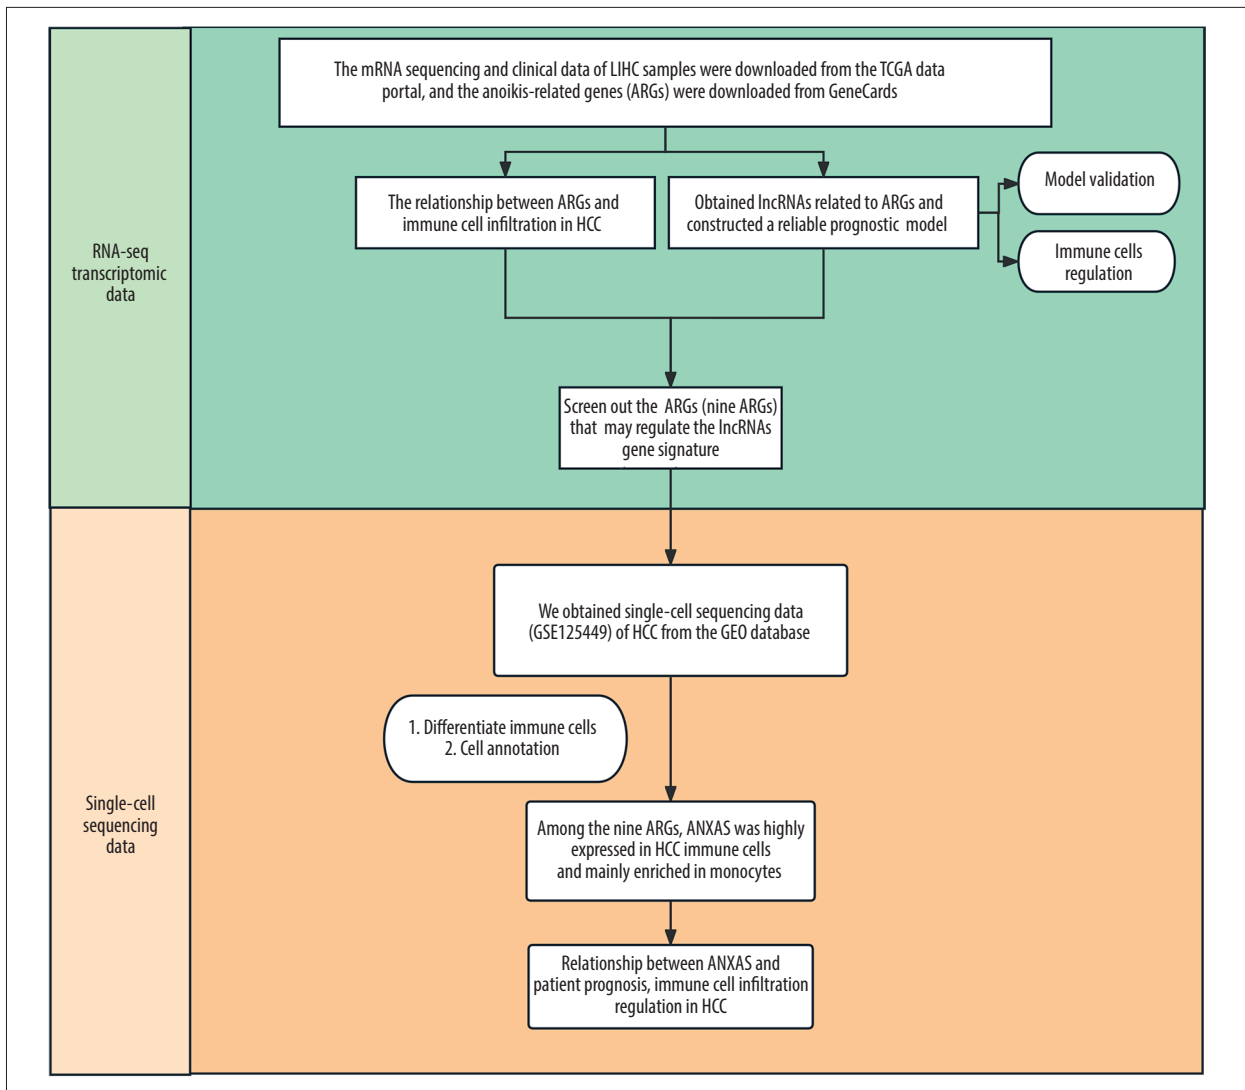 The mRNA sequencing and clinical data of LIHC samples were downloaded from the TCGA data
portal, and the anoikis-related genes (ARGs) were downloaded from GeneCards
The relationship between ARGs and
immune cell infiltration in HCC
Obtained lncRNAs related to ARGs and
constructed a reliable prognostic model
Model validation
Immune cells
regulation
RNA-seq
transcriptomic
data
Screen out the ARGs (nine ARGs)
that may regulate the lncRNAs
gene signature
We obtained single-cell sequencing data
(GSE125449) of HCC from the GEO database
1. Differentiate immune cells
2. Cell annotation
Single-cell
sequencing
data
Among the nine ARGs, ANXAS was highly
expressed in HCC immune cells
and mainly enriched in monocytes
Relationship between ANXAS and
patient prognosis, immune cell infiltration
regulation in HCC